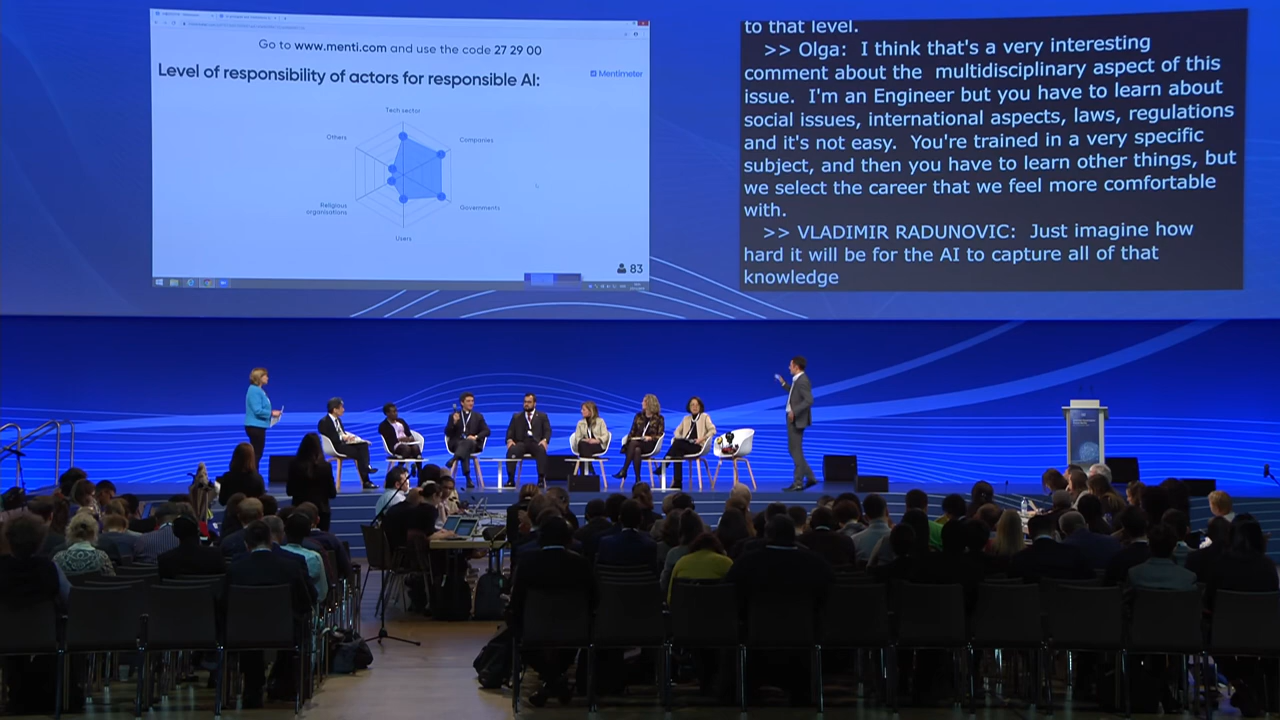 Go to www.menti.com and use the code 27 29 00
Level of responsibility of actors for responsible AI:
Mentimeter
Tech sector
Others
Companies
Religious
organisations
Governments
Users
83
to that level.
>> Olga: I think that's a very interesting
comment about the multidisciplinary aspect of this
issue. I'm an Engineer but you have to learn about
social issues, international aspects, laws, regulations
and it's not easy. You're trained in a very specific
subject, and then you have to learn other things, but
we select the career that we feel more comfortable
with.
>> VLADIMIR RADUNOVIC: Just imagine how
hard it will be for the AI to capture all of that
knowledge